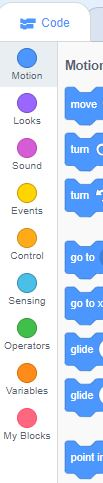 Code
Motion
Looks
Sound
Events
Control
Sensing
Operators
Variables
My Blocks
Motion
move
turn
turn
go to
go to x
glide
glide
point in